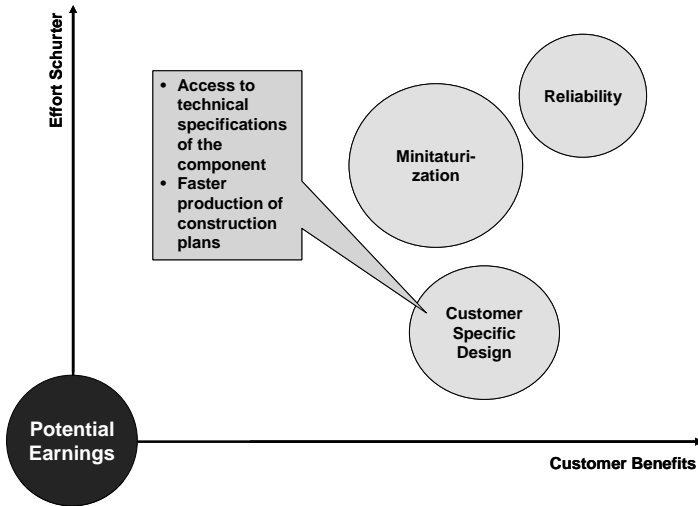 Effort Schurter
• Access to
technical
specifications
of the
component
• Faster
production of
construction
plans
Reliability
Minitaturi-
zation
Customer
Specific
Design
Potential
Earnings
Customer Benefits